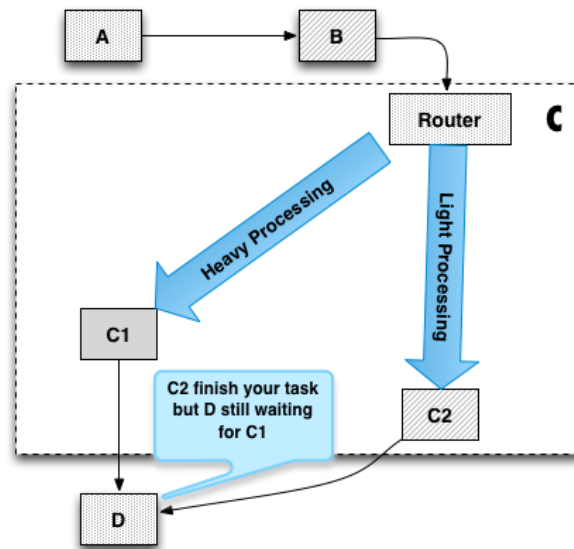 A
B
Router
C
Heavy Processing
Light Processing
C1
C2 finish your task
but D still waiting
for C1
C2
D